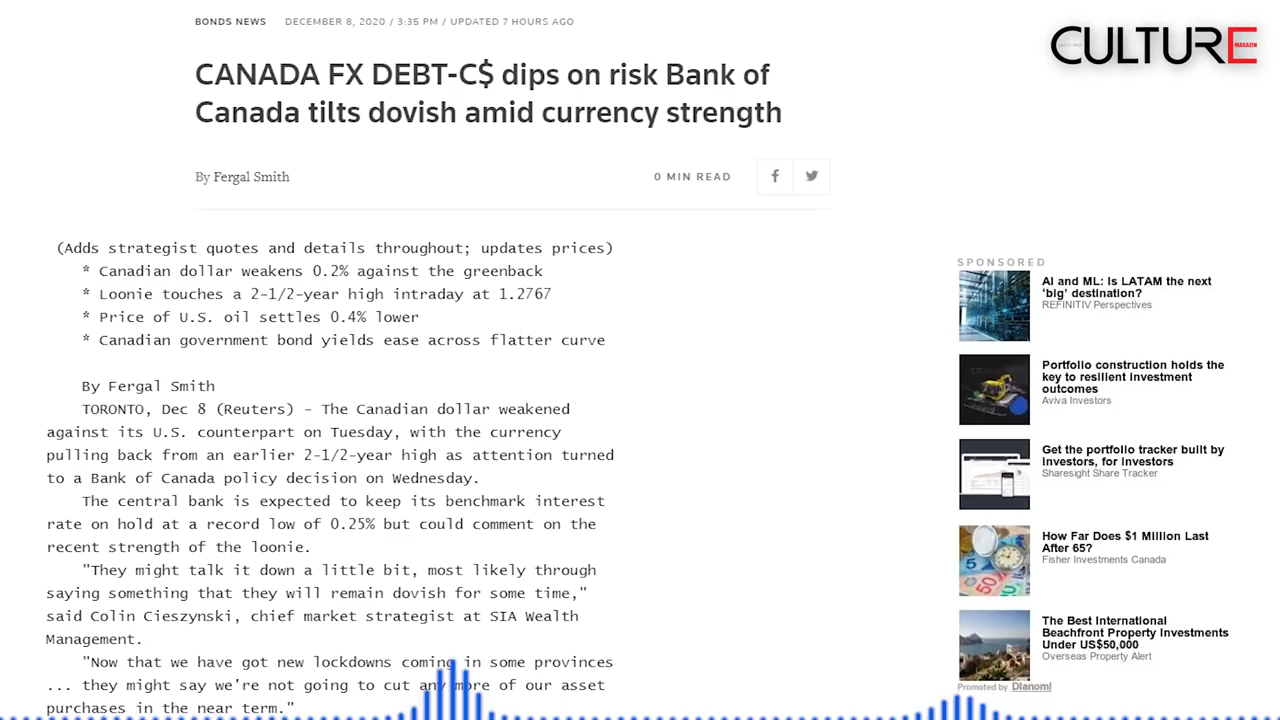 BONDS NEWS DECEMBER 8, 2020 / 3:35 PM / UPDATED 7 HOURS AGO
CULTURE
MAGAZIN
CANADA FX DEBT-C$ dips on risk Bank of
Canada tilts dovish amid currency strength
By Fergal Smith
0 MIN READ
(Adds strategist quotes and details throughout; updates prices)
* Canadian dollar weakens 0.2% against the greenback
* Loonie touches a 2-1/2-year high intraday at 1.2767
* Price of U.S. oil settles 0.4% lower
* Canadian government bond yields ease across flatter curve
By Fergal Smith
TORONTO, Dec 8 (Reuters) - The Canadian dollar weakened
against its U.S. counterpart on Tuesday, with the currency
pulling back from an earlier 2-1/2-year high as attention turned
to a Bank of Canada policy decision on Wednesday.
The central bank is expected to keep its benchmark interest
rate on hold at a record low of 0.25% but could comment on the
recent strength of the loonie.
"They might talk it down a little bit, most likely through
saying something that they will remain dovish for some time,"
said Colin Cieszynski, chief market strategist at SIA Wealth
Management.
"Now that we have got new lockdowns coming in some provinces
... they might say we're not going to cut any more of our asset
purchases in the near term."
SPONSORED
AI and ML: Is LATAM the next
'big' destination?
REFINITIV Perspectives
Portfolio construction holds the
key to resilient investment
outcomes
Aviva Investors
Get the portfolio tracker built by
investors, for investors
Sharesight Share Tracker
How Far Does $1 Million Last
After 65?
Fisher Investments Canada
The Best International
Beachfront Property Investments
Under US$50,000
Overseas Property Alert
Promoted by Dianomi